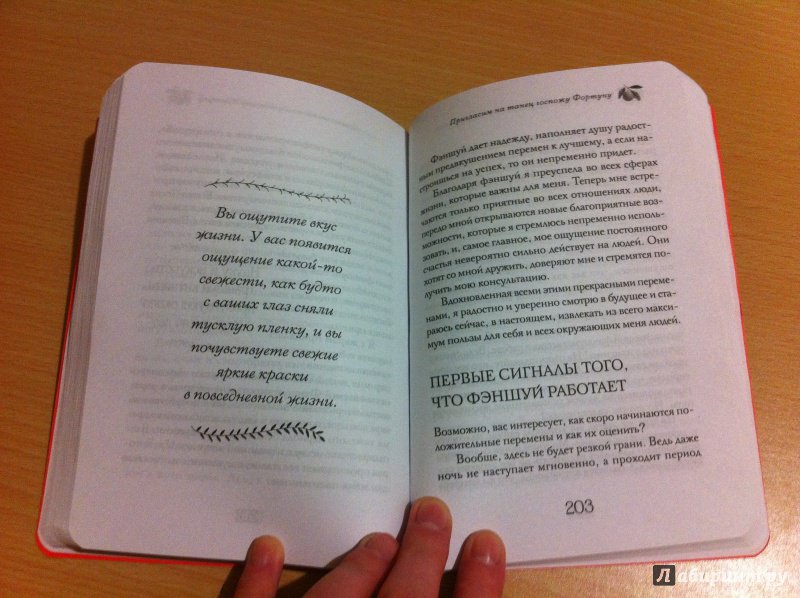 Вы ощутите вкус
жизни. У вас появится
ощущение какой-то
свежести, как будто
с ваших глаз сняли
тусклую пленку, и вы
почувствуете свежие
яркие краски
в повседневной жизни.
Пригласим на танец госпожу Фортуну
Фэншуй дает надежду, наполняет душу радост-
ным предвкушением перемен к лучшему, а если на-
строишься на успех, то он непременно придет.
Благодаря фэншуй я преуспела во всех сферах
жизни, которые важны для меня. Теперь мне встре-
чаются только приятные во всех отношениях люди,
передо мной открываются новые благоприятные воз-
можности, которые я стремлюсь непременно исполь-
зовать, и, самое главное, мое ощущение постоянного
счастья невероятно сильно действует на людей. Они
хотят со мной дружить, доверяют мне и стремятся по-
лучить мою консультацию.
Вдохновленная всеми этими прекрасными переме-
нами, я радостно и уверенно смотрю в будущее и ста-
раюсь сейчас, в настоящем, извлекать из всего макси-
мум пользы для себя и всех окружающих меня людей.
ПЕРВЫЕ СИГНАЛЫ ТОГО,
ЧТО ФЭНШУЙ РАБОТАЕТ
Возможно, вас интересует, как скоро начинаются по-
ложительные перемены и как их оценить?
Вообще, здесь не будет резкой грани. Ведь даже
ночь не наступает мгновенно, а проходит период
203
Лабиринт.ру